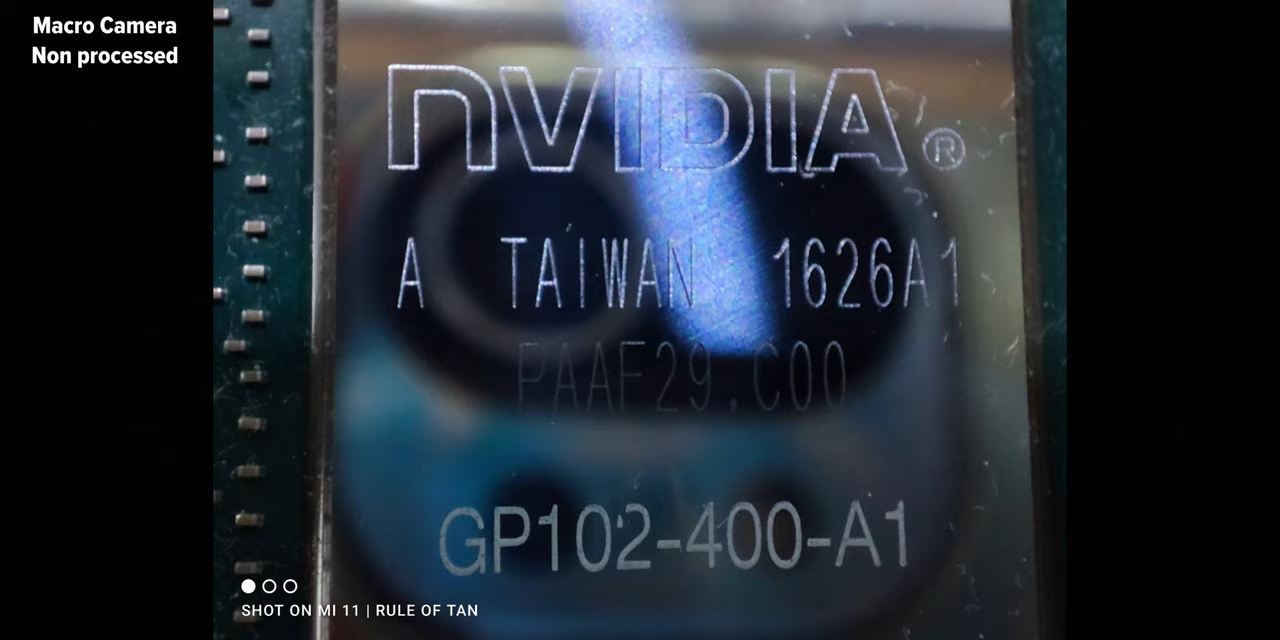 Macro Camera
Non processed
nVIDIA®
A TAIWAN 1626A1
PAAF29.C00
GP102-400-A1
SHOT ON MI 11 | RULE OF TAN